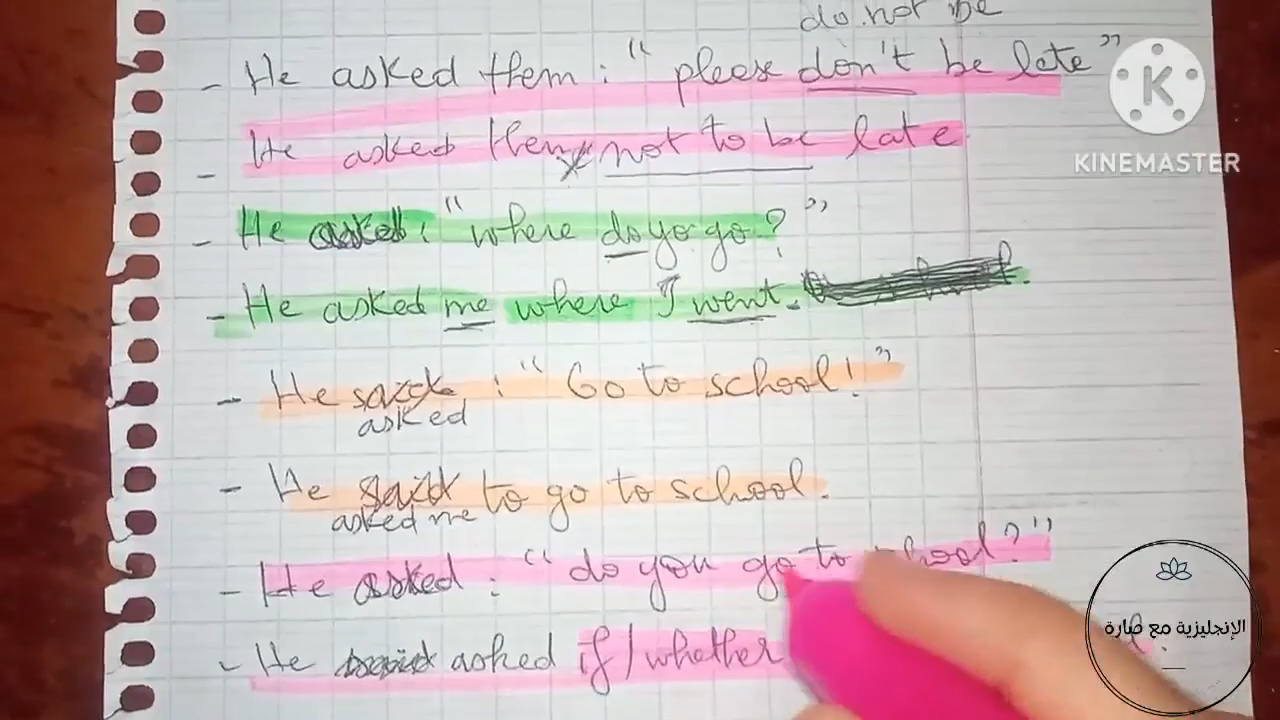 do not be
- He asked them : “ please don't be late ”
- He asked them not to be late
- He asked : “ where do yo go? ”
- He asked me where I went.
- He said : “ Go to school! ”
asked
- He said to go to school.
asked me
- He asked : “ do you go to school? ”
- He said asked if / whether
KINEMASTER
الإنجليزية مع صارة